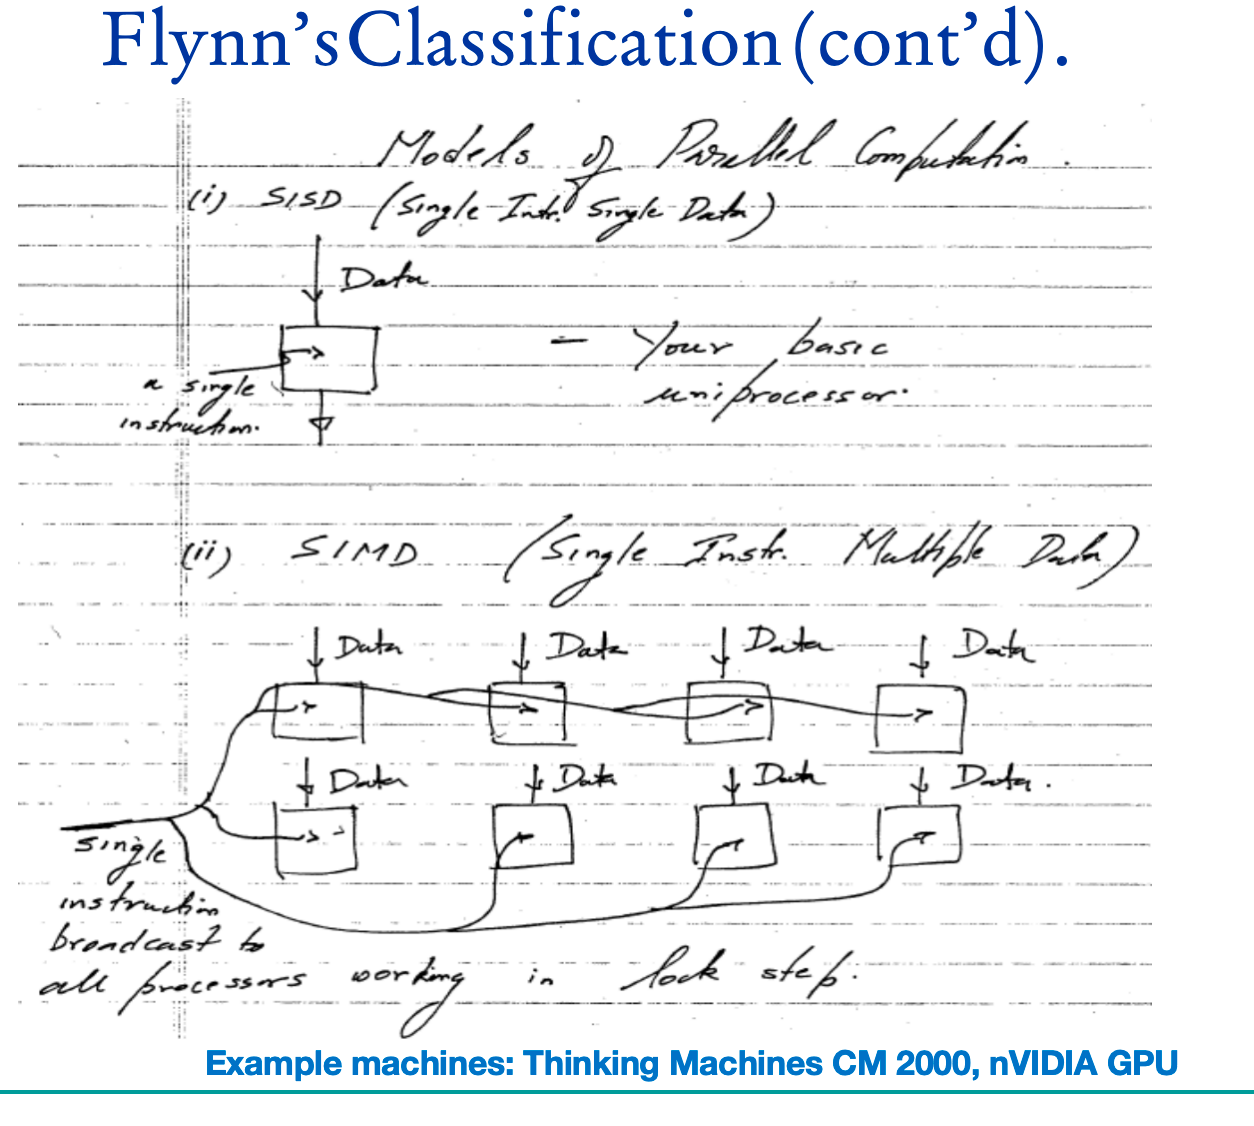 Flynn's Classification (cont'd).
Models of Parallel Computation.
(i) SISD (Single Instr. Single Data)
Data
- Your basic
uniprocessor.
a single
instruction.
(ii) SIMD (Single Instr. Multiple Data)
Data Data Data Data
Data Data Data Data.
single
instruction
broadcast to
all processors working in lock step.
Example machines: Thinking Machines CM 2000, nVIDIA GPU